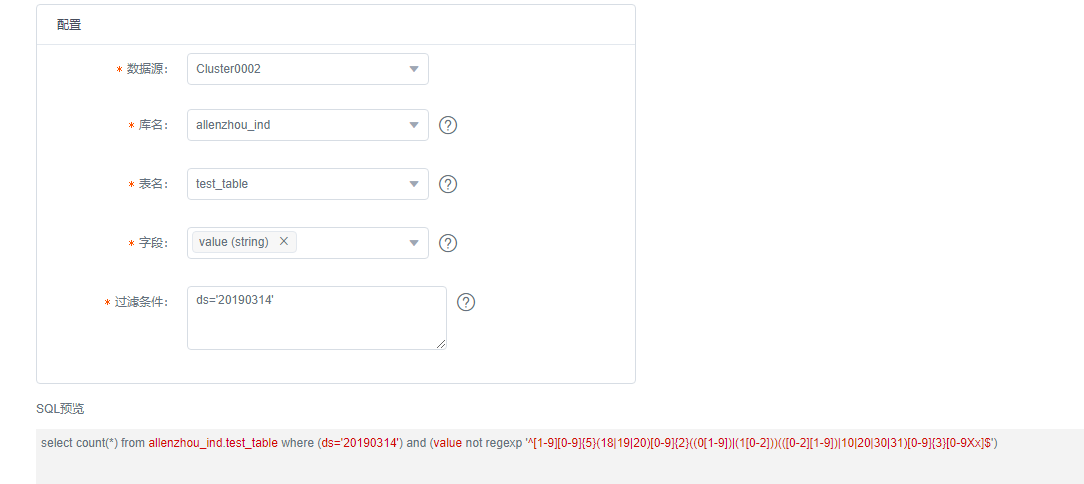 配置
* 数据源: Cluster0002
* 库名: allenzhou_ind ?
* 表名: test_table ?
* 字段: value (string) × ?
* 过滤条件: ds='20190314' ?
SQL预览
select count(*) from allenzhou_ind.test_table where (ds='20190314') and (value not regexp '^[1-9][0-9]{5}(18|19|20)[0-9]{2}((0[1-9])|(1[0-2]))(([0-2][1-9])|10|20|30|31)[0-9]{3}[0-9Xx]$')